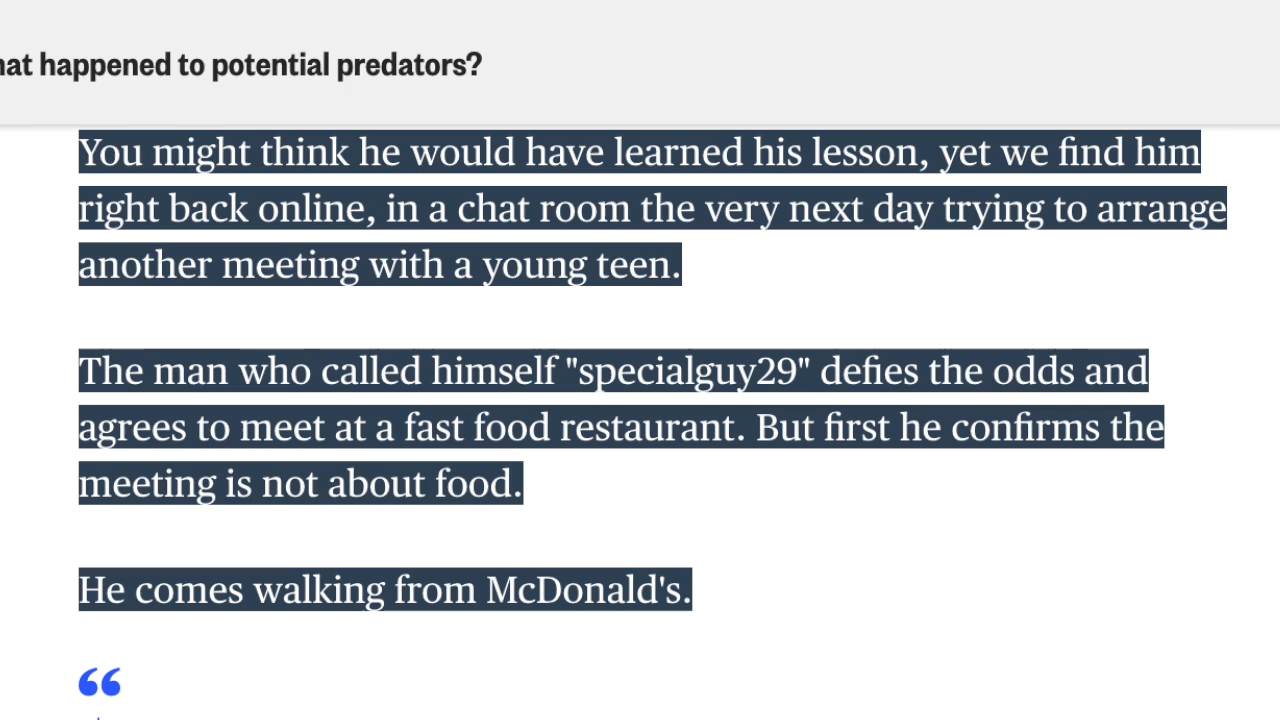 hat happened to potential predators?
You might think he would have learned his lesson, yet we find him
right back online, in a chat room the very next day trying to arrange
another meeting with a young teen.
The man who called himself "specialguy29" defies the odds and
agrees to meet at a fast food restaurant. But first he confirms the
meeting is not about food.
He comes walking from McDonald's.
“